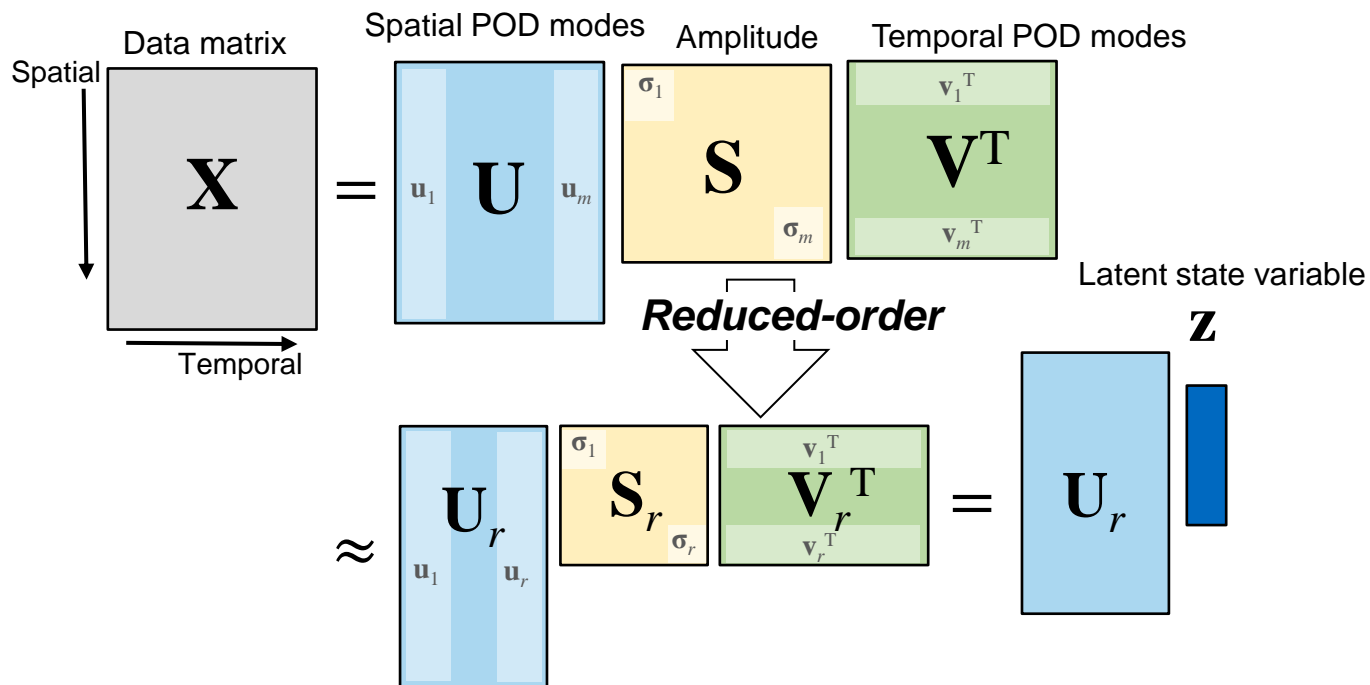 Data matrix
Spatial POD modes
Amplitude
Temporal POD modes
Spatial
X
=
u1
U
um
σ1
S
σm
v1T
VT
vmT
Temporal
Reduced-order
Latent state variable
z
≈
u1
Ur
ur
σ1
Sr
σr
v1T
VrT
vrT
=
Ur